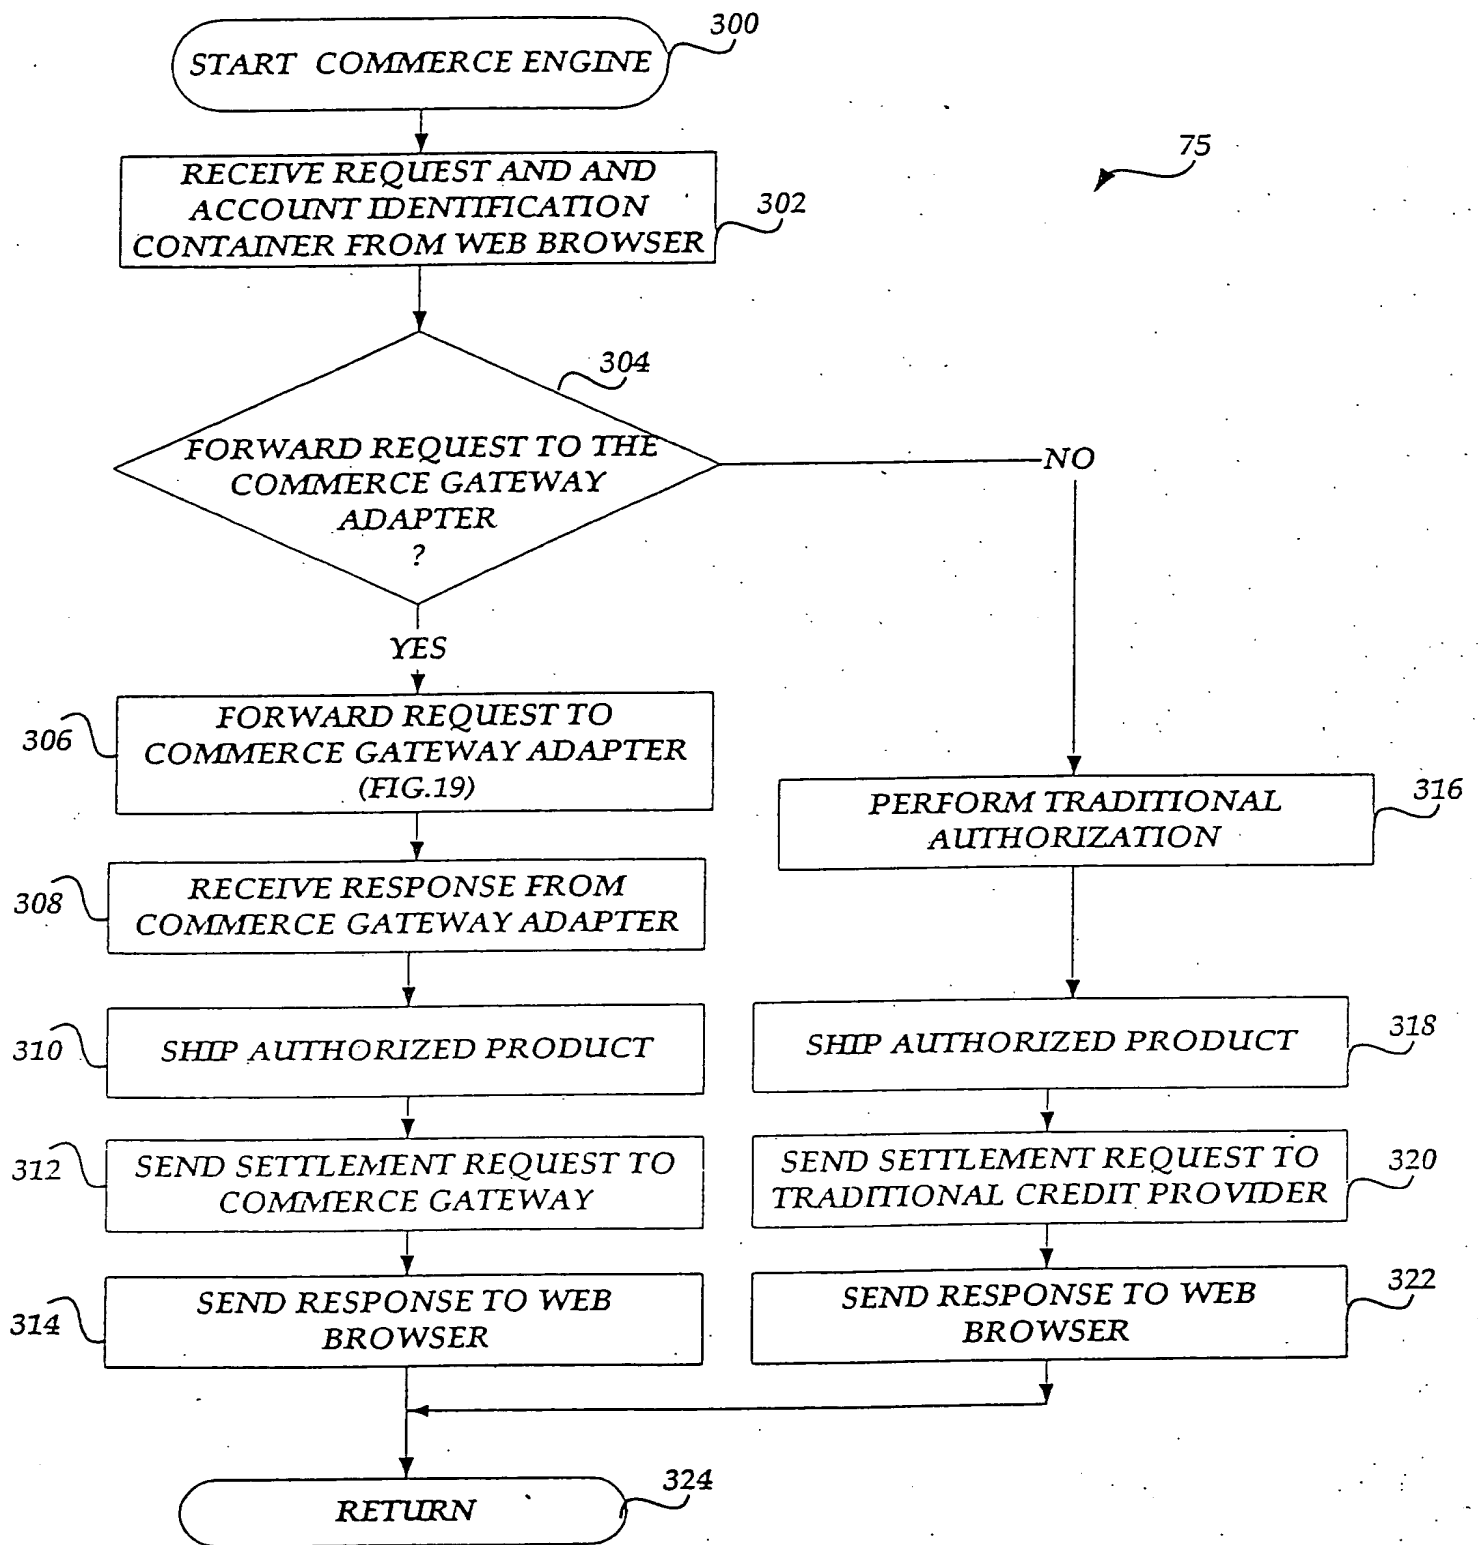 300
START COMMERCE ENGINE
75
RECEIVE REQUEST AND AND
ACCOUNT IDENTIFICATION
CONTAINER FROM WEB BROWSER
302
304
FORWARD REQUEST TO THE
COMMERCE GATEWAY
ADAPTER
?
NO
YES
306
FORWARD REQUEST TO
COMMERCE GATEWAY ADAPTER
(FIG.19)
PERFORM TRADITIONAL
AUTHORIZATION
316
308
RECEIVE RESPONSE FROM
COMMERCE GATEWAY ADAPTER
310
SHIP AUTHORIZED PRODUCT
SHIP AUTHORIZED PRODUCT
318
312
SEND SETTLEMENT REQUEST TO
COMMERCE GATEWAY
SEND SETTLEMENT REQUEST TO
TRADITIONAL CREDIT PROVIDER
320
314
SEND RESPONSE TO WEB
BROWSER
SEND RESPONSE TO WEB
BROWSER
322
RETURN
324